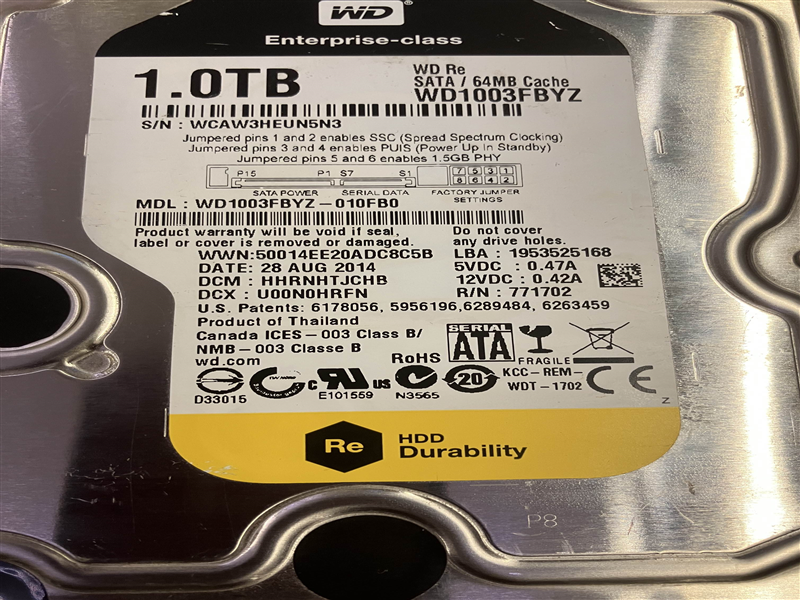 WD®
Enterprise-class
1.0TB
WD Re
SATA / 64MB Cache
WD1003FBYZ
S/N : WCAW3HEUN5N3
Jumpered pins 1 and 2 enables SSC (Spread Spectrum Clocking)
Jumpered pins 3 and 4 enables PUIS (Power Up In Standby)
Jumpered pins 5 and 6 enables 1.5GB PHY
P15 P1 S7 S1
7 5 3 1
8 6 4 2
SATA POWER SERIAL DATA FACTORY JUMPER
SETTINGS
MDL : WD1003FBYZ-010FB0
Product warranty will be void if seal,
label or cover is removed or damaged.
Do not cover
any drive holes.
WWN:50014EE20ADC8C5B
LBA : 1953525168
DATE: 28 AUG 2014
5VDC : 0.47A
DCM : HHRNHTJCHB
12VDC : 0.42A
DCX : U00N0HRFN
R/N : 771702
U.S. Patents: 6178056, 5956196,6289484, 6263459
Product of Thailand
Canada ICES-003 Class B/
NMB-003 Classe B
wd.com
RoHS
SERIAL
ATA
FRAGILE
D33015
c RU us
E101559
N3565
20
KCC-REM-
WDT-1702
CE
Z
Re
HDD
Durability
P8